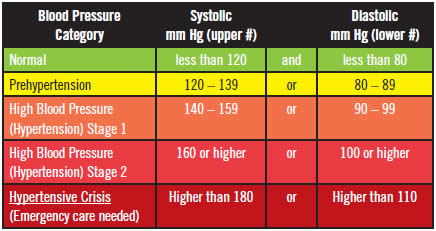 Blood Pressure Systolic Diastolic
Category mm Hg (upper #) mm Hg (lower #)
Normal less than 120 and less than 80
Prehypertension 120 – 139 or 80 – 89
High Blood Pressure 140 – 159 or 90 – 99
(Hypertension) Stage 1
High Blood Pressure 160 or higher or 100 or higher
(Hypertension) Stage 2
Hypertensive Crisis Higher than 180 or Higher than 110
(Emergency care needed)